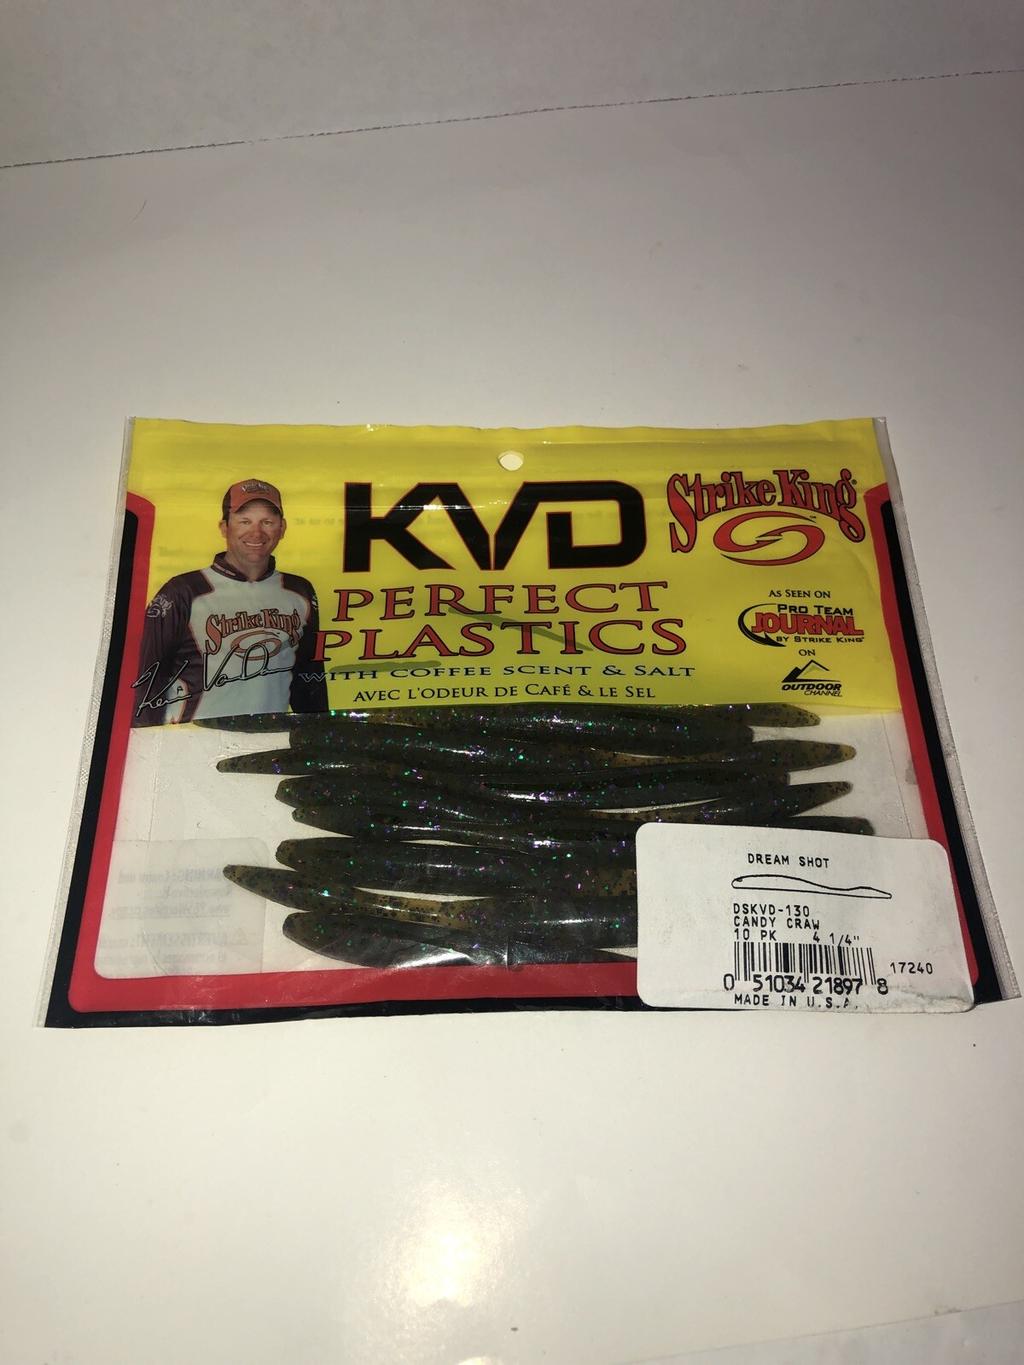 KVD
Strike King
PERFECT
PLASTICS
WITH COFFEE SCENT & SALT
AVEC L'ODEUR DE CAFÉ & LE SEL
AS SEEN ON
PRO TEAM
JOURNAL
BY STRIKE KING
ON
OUTDOOR
CHANNEL
Strike King
DREAM SHOT
DSKVD-130
CANDY CRAW
10 PK 4 1/4"
17240
0 51034 21897 8
MADE IN U.S.A.